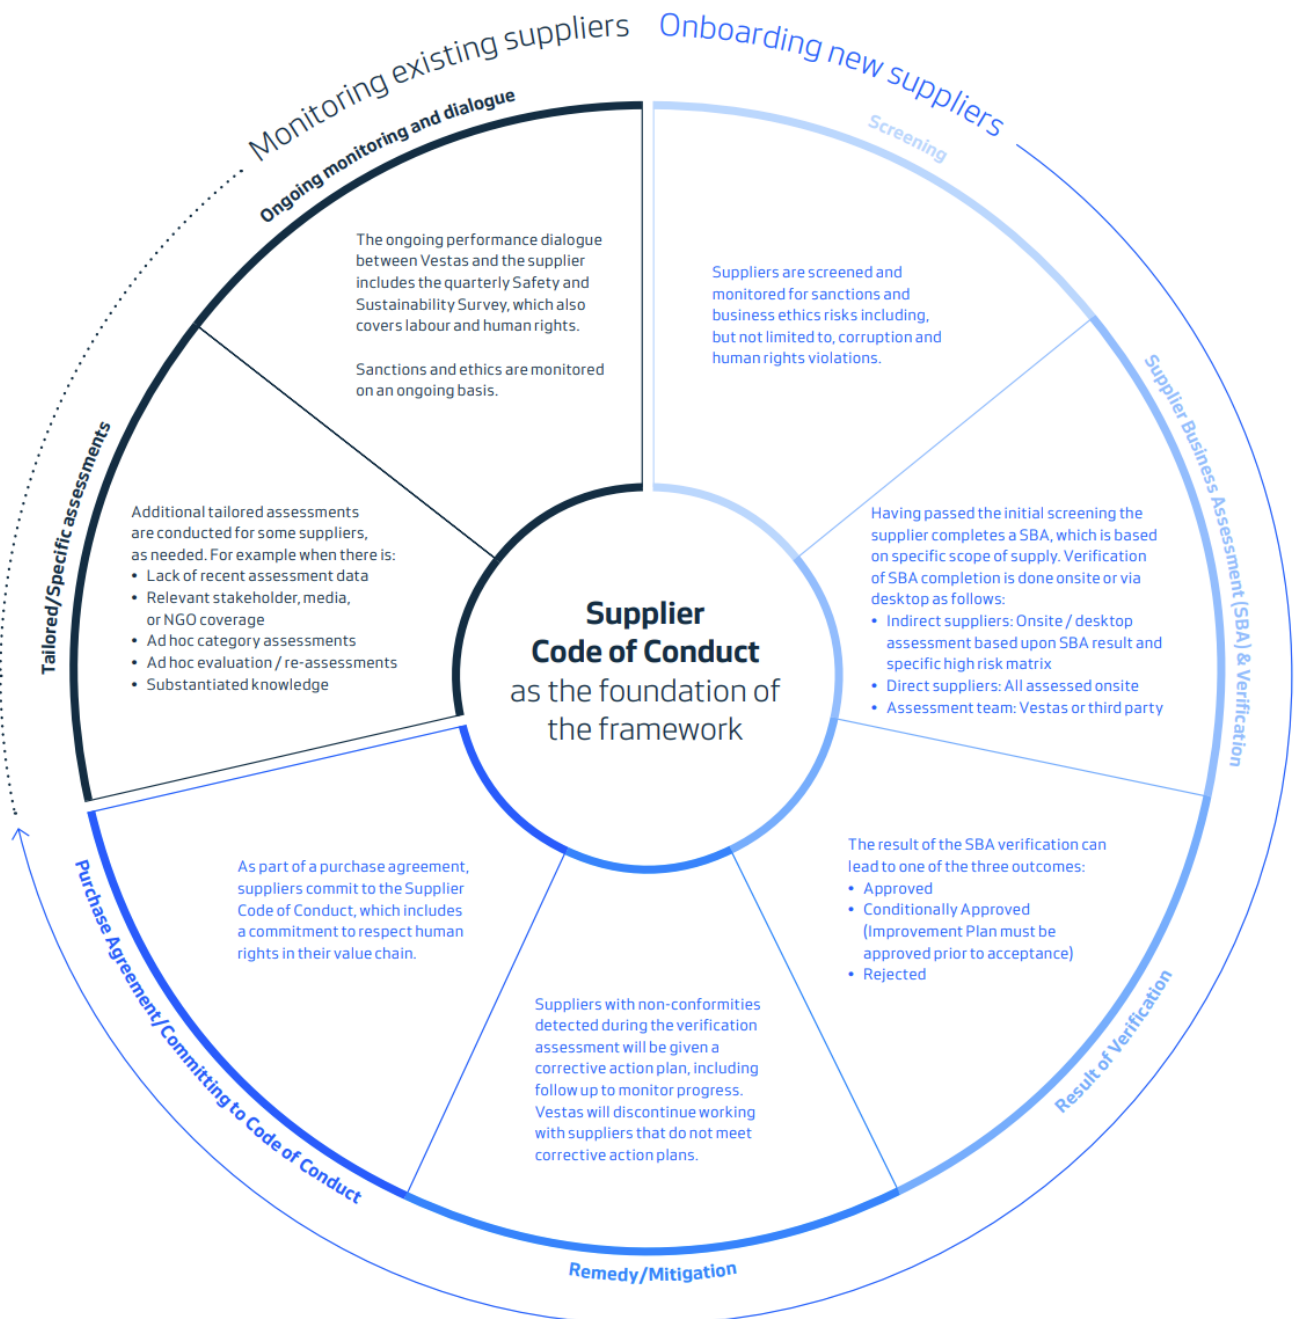 Monitoring existing suppliers
Onboarding new suppliers
Screening
Suppliers are screened and
monitored for sanctions and
business ethics risks including,
but not limited to, corruption and
human rights violations.
Supplier Business Assessment (SBA) & Verification
Having passed the initial screening the
supplier completes a SBA, which is based
on specific scope of supply. Verification
of SBA completion is done onsite or via
desktop as follows:
• Indirect suppliers: Onsite / desktop
assessment based upon SBA result and
specific high risk matrix
• Direct suppliers: All assessed onsite
• Assessment team: Vestas or third party
Result of Verification
The result of the SBA verification can
lead to one of the three outcomes:
• Approved
• Conditionally Approved
(Improvement Plan must be
approved prior to acceptance)
• Rejected
Remedy/Mitigation
Suppliers with non-conformities
detected during the verification
assessment will be given a
corrective action plan, including
follow up to monitor progress.
Vestas will discontinue working
with suppliers that do not meet
corrective action plans.
Purchase Agreement/Committing to Code of Conduct
As part of a purchase agreement,
suppliers commit to the Supplier
Code of Conduct, which includes
a commitment to respect human
rights in their value chain.
Tailored/Specific assessments
Additional tailored assessments
are conducted for some suppliers,
as needed. For example when there is:
• Lack of recent assessment data
• Relevant stakeholder, media,
or NGO coverage
• Ad hoc category assessments
• Ad hoc evaluation / re-assessments
• Substantiated knowledge
Ongoing monitoring and dialogue
The ongoing performance dialogue
between Vestas and the supplier
includes the quarterly Safety and
Sustainability Survey, which also
covers labour and human rights.
Sanctions and ethics are monitored
on an ongoing basis.
Supplier
Code of Conduct
as the foundation of
the framework